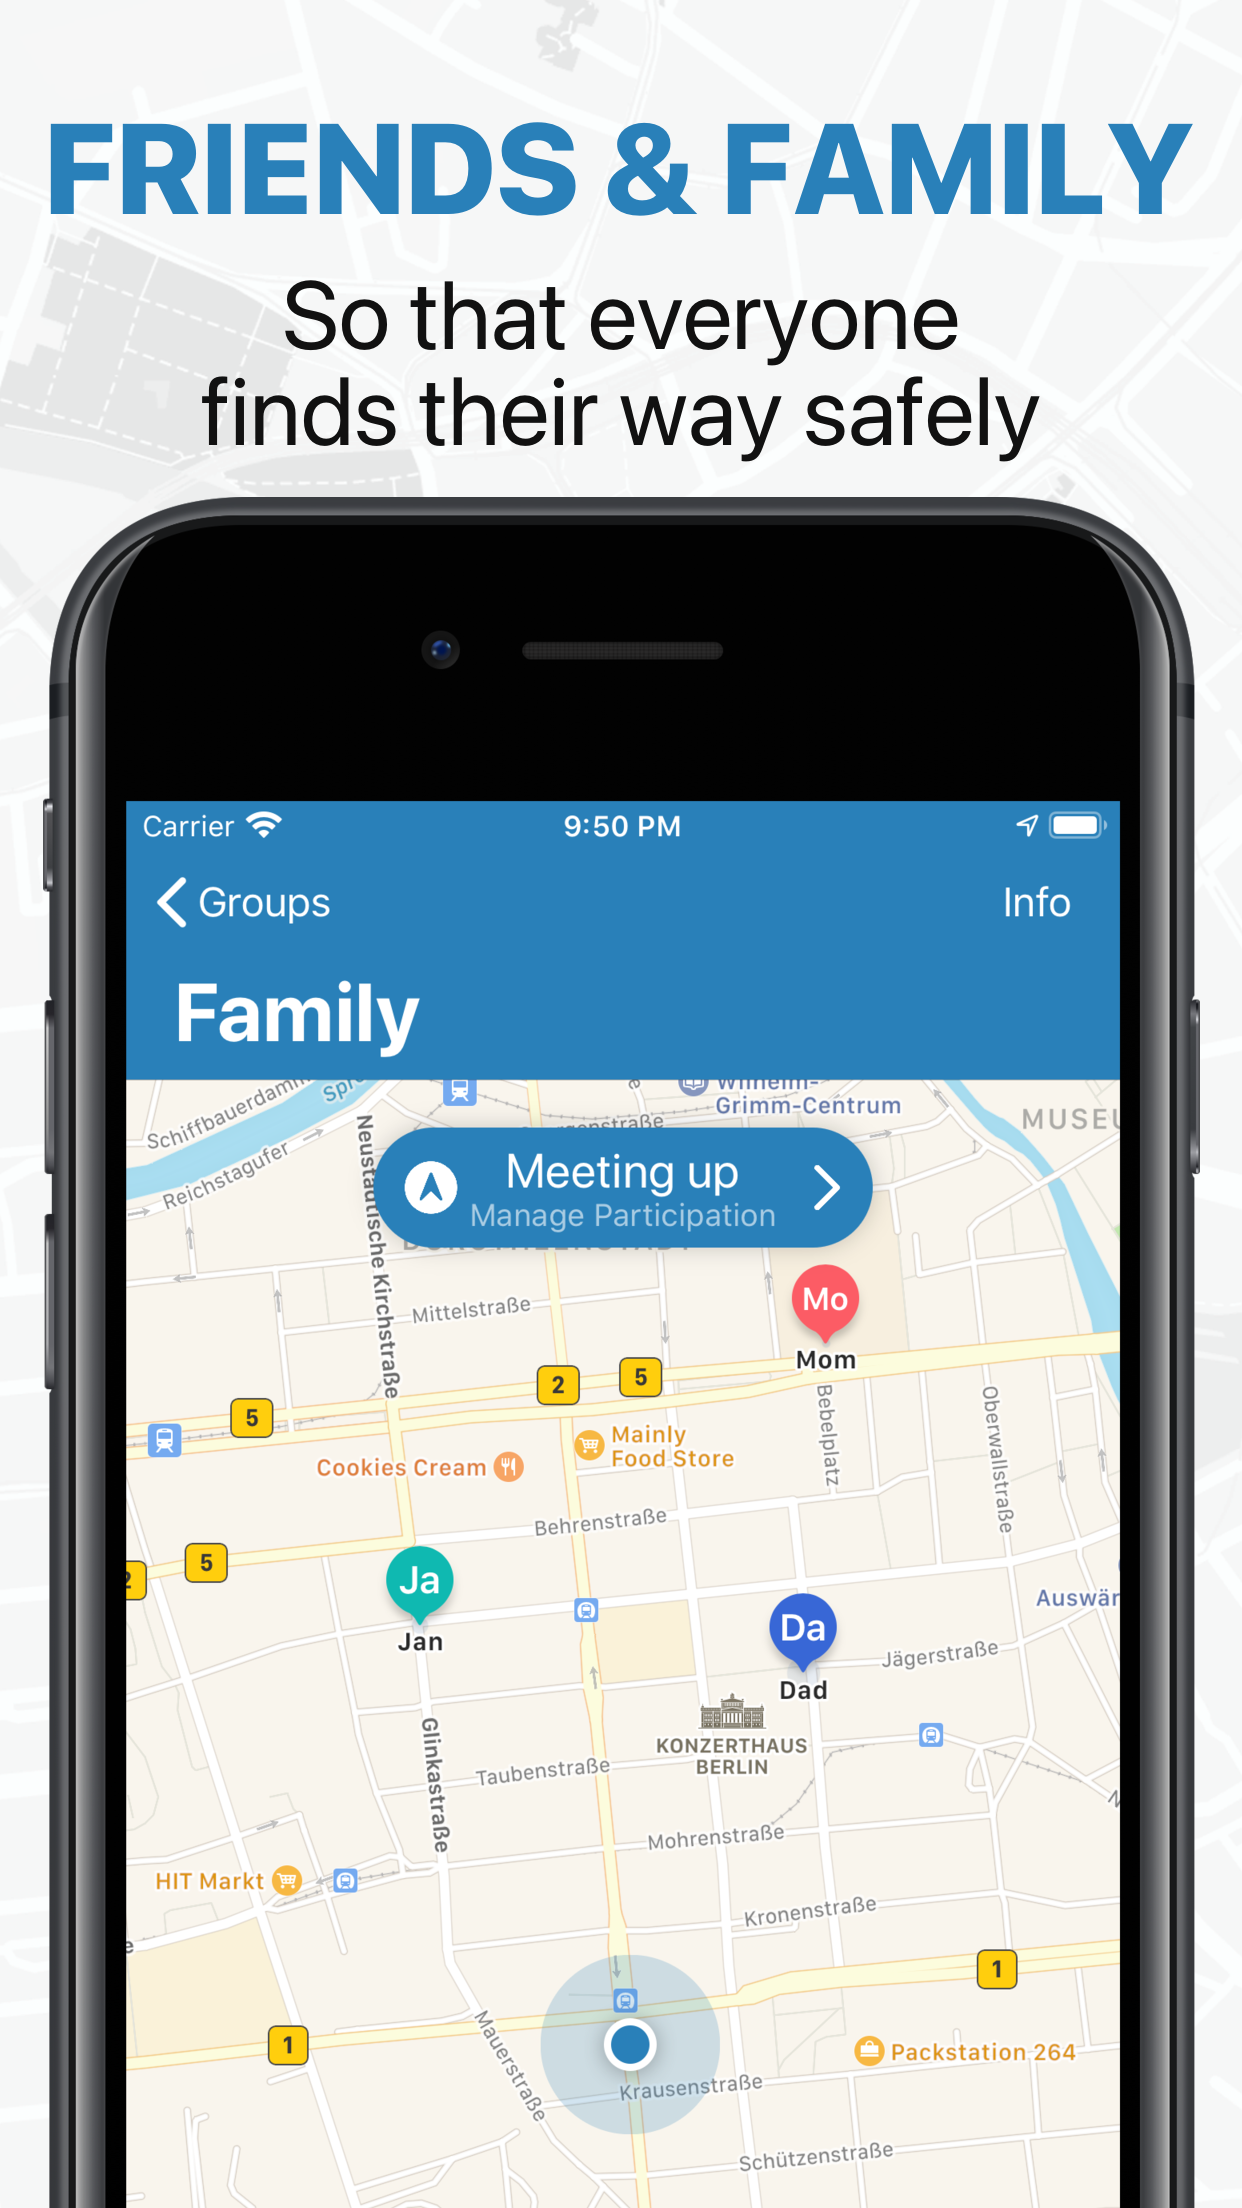 FRIENDS & FAMILY
So that everyone
finds their way safely
Carrier
9:50 PM
Groups
Info
Family
Schiffbauerdamm
Spre
Wilhelm-
Grimm-Centrum
MUSEU
Reichstagufer
Neustädtische Kirchstraße
Meeting up
Manage Participation
Mittelstraße
Mo
Mom
2
5
5
Bebelplatz
Oberwallstraße
Mainly
Food Store
Cookies Cream
Behrenstraße
5
2
Ja
Jan
Auswär
Da
Dad
Jägerstraße
KONZERTHAUS
BERLIN
Glinkastraße
Taubenstraße
Mohrenstraße
HIT Markt
Kronenstraße
1
1
Mauerstraße
Packstation 264
Krausenstraße
Schützenstraße